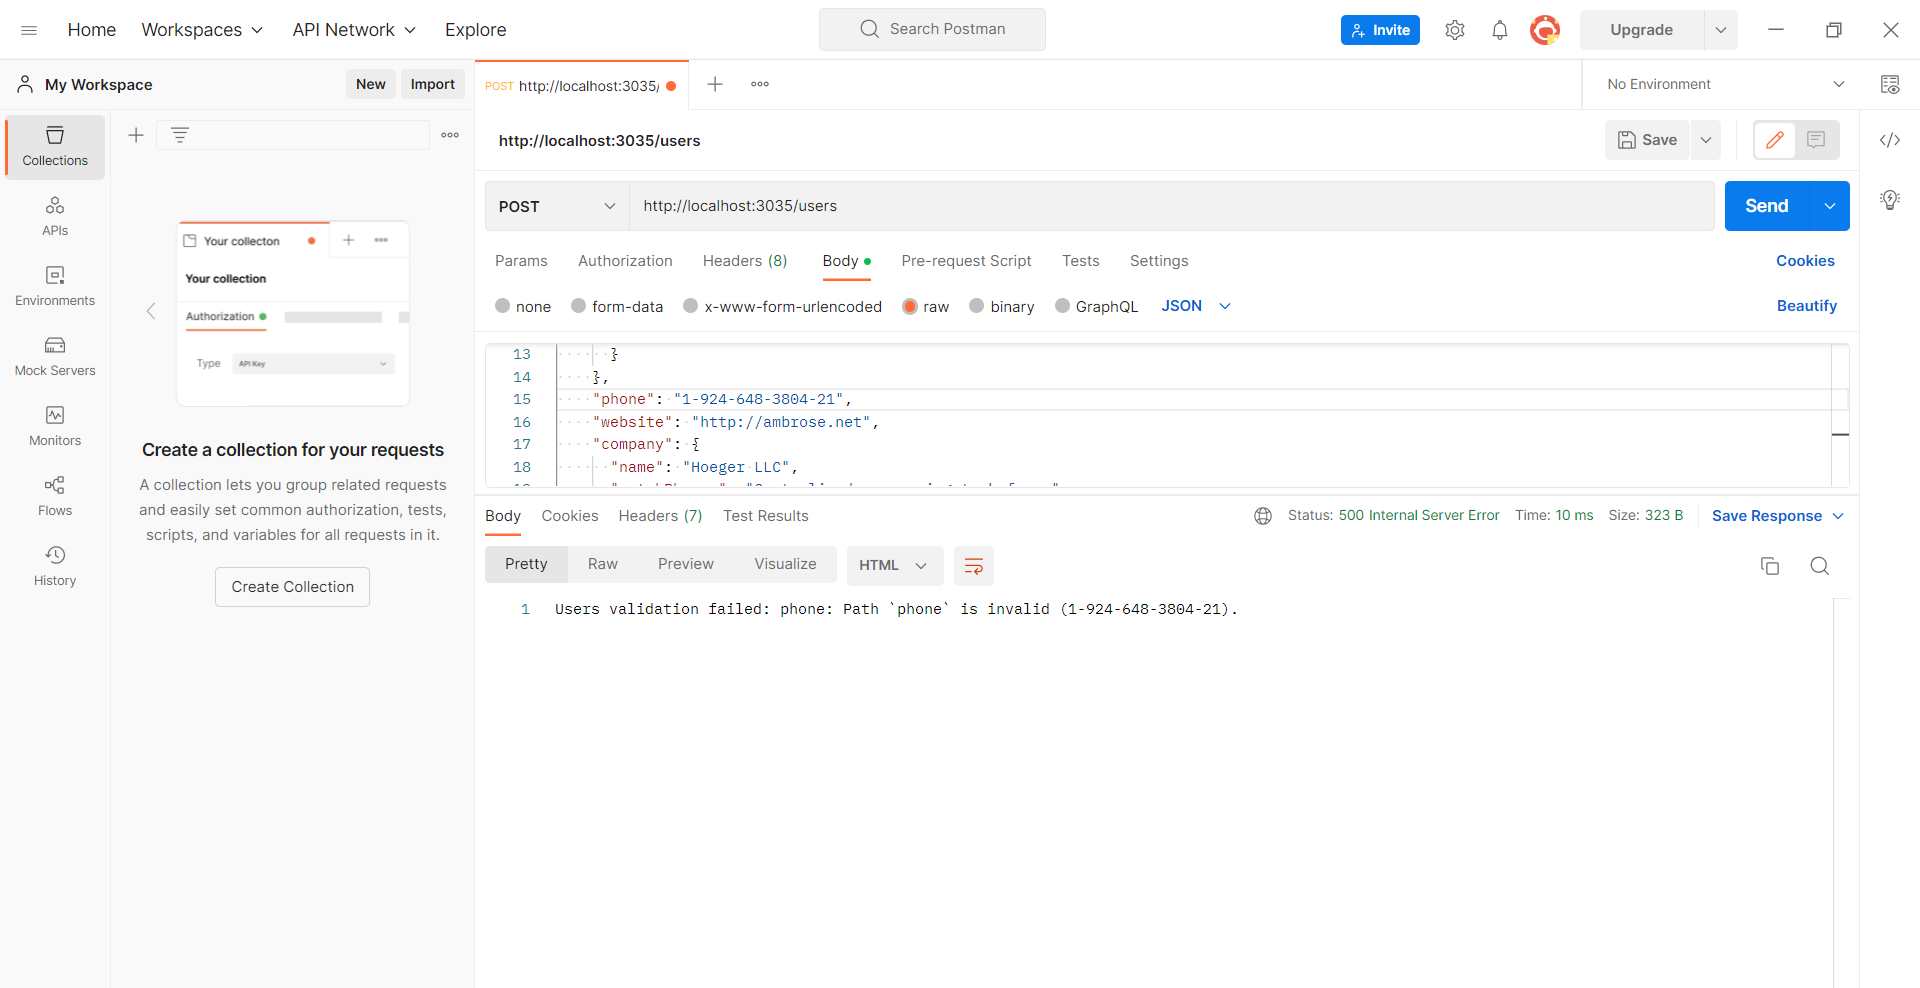 Home Workspaces API Network Explore Search Postman Invite Upgrade
My Workspace New Import POST http://localhost:3035/ No Environment
Collections
APIs
Environments
Mock Servers
Monitors
Flows
History
Your collecton
Your collection
Authorization
Type API Key
Create a collection for your requests
A collection lets you group related requests
and easily set common authorization, tests,
scripts, and variables for all requests in it.
Create Collection
http://localhost:3035/users Save
POST http://localhost:3035/users Send
Params Authorization Headers (8) Body Pre-request Script Tests Settings Cookies
none form-data x-www-form-urlencoded raw binary GraphQL JSON Beautify
13 }
14 },
15 "phone": "1-924-648-3804-21",
16 "website": "http://ambrose.net",
17 "company": {
18 "name": "Hoeger LLC",
Body Cookies Headers (7) Test Results Status: 500 Internal Server Error Time: 10 ms Size: 323 B Save Response
Pretty Raw Preview Visualize HTML
1 Users validation failed: phone: Path `phone` is invalid (1-924-648-3804-21).